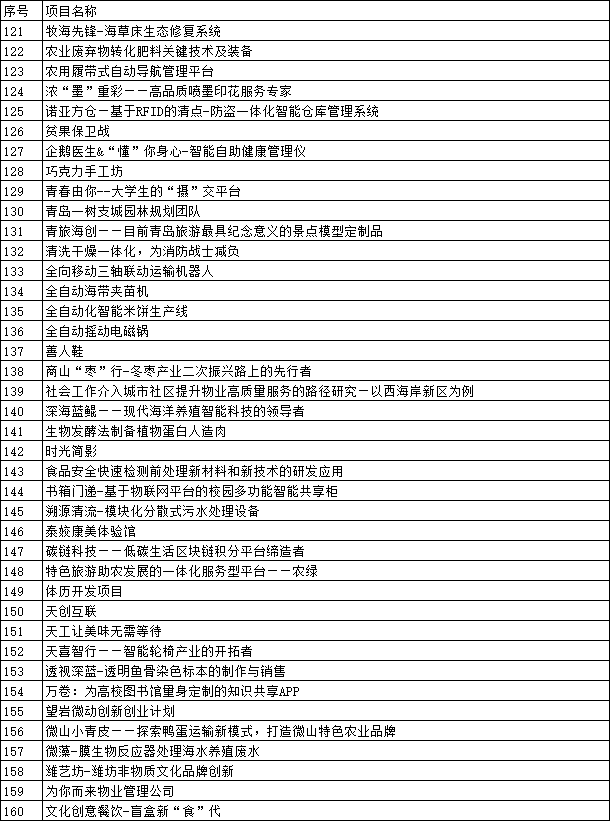 序号 项目名称
121 牧海先锋-海草床生态修复系统
122 农业废弃物转化肥料关键技术及装备
123 农用履带式自动导航管理平台
124 浓“墨”重彩——高品质喷墨印花服务专家
125 诺亚方仓—基于RFID的清点-防盗一体化智能仓库管理系统
126 贫果保卫战
127 企鹅医生&“懂”你身心-智能自助健康管理仪
128 巧克力手工坊
129 青春由你--大学生的“摄”交平台
130 青岛一树支城园林规划团队
131 青旅海创——目前青岛旅游最具纪念意义的景点模型定制品
132 清洗干燥一体化，为消防战士减负
133 全向移动三轴联动运输机器人
134 全自动海带夹苗机
135 全自动化智能米饼生产线
136 全自动摇动电磁锅
137 善人鞋
138 商山“枣”行-冬枣产业二次振兴路上的先行者
139 社会工作介入城市社区提升物业高质量服务的路径研究—以西海岸新区为例
140 深海蓝鲲——现代海洋养殖智能科技的领导者
141 生物发酵法制备植物蛋白人造肉
142 时光简影
143 食品安全快速检测前处理新材料和新技术的研发应用
144 书箱门递-基于物联网平台的校园多功能智能共享柜
145 溯源清流-模块化分散式污水处理设备
146 泰姣康美体验馆
147 碳链科技——低碳生活区块链积分平台缔造者
148 特色旅游助农发展的一体化服务型平台——农绿
149 体历开发项目
150 天创互联
151 天工让美味无需等待
152 天喜智行——智能轮椅产业的开拓者
153 透视深蓝-透明鱼骨染色标本的制作与销售
154 万卷：为高校图书馆量身定制的知识共享APP
155 望岩微动创新创业计划
156 微山小青皮——探索鸭蛋运输新模式，打造微山特色农业品牌
157 微藻-膜生物反应器处理海水养殖废水
158 潍艺坊-潍坊非物质文化品牌创新
159 为你而来物业管理公司
160 文化创意餐饮-盲盒新“食”代